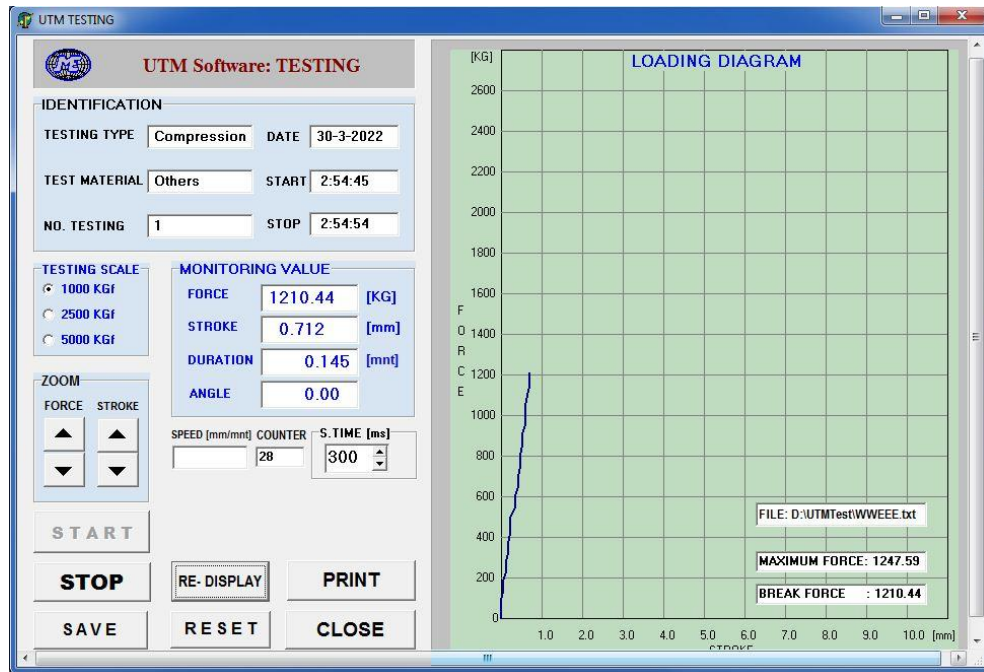 UTM TESTING
ME
UTM Software: TESTING
IDENTIFICATION
TESTING TYPE Compression DATE 30-3-2022
TEST MATERIAL Others START 2:54:45
NO. TESTING 1 STOP 2:54:54
TESTING SCALE
1000 KGf
2500 KGf
5000 KGf
MONITORING VALUE
FORCE 1210.44 [KG]
STROKE 0.712 [mm]
DURATION 0.145 [mnt]
ANGLE 0.00
ZOOM
FORCE STROKE
SPEED [mm/mnt] COUNTER S.TIME [ms]
28 300
START
STOP RE- DISPLAY PRINT
SAVE RESET CLOSE
[KG] LOADING DIAGRAM
2600
2400
2200
2000
1800
1600
1400
1200
1000
800
600
400
200
0
FORCE
FILE: D:\UTMTest\WWEEE.txt
MAXIMUM FORCE: 1247.59
BREAK FORCE : 1210.44
1.0 2.0 3.0 4.0 5.0 6.0 7.0 8.0 9.0 10.0 [mm]
STROKE